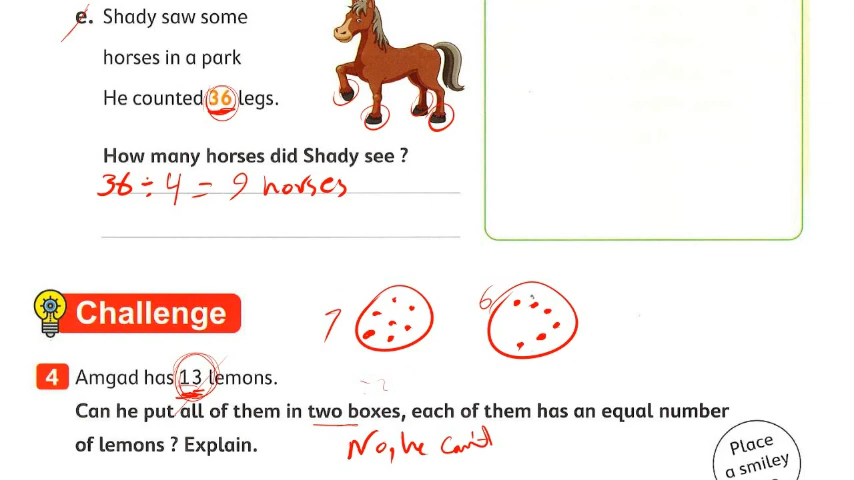 e. Shady saw some
horses in a park
He counted 36 legs.
How many horses did Shady see ?
36 ÷ 4 = 9 horses
Challenge
7
6
4 Amgad has 13 lemons.
Can he put all of them in two boxes, each of them has an equal number
of lemons ? Explain.
No, he can't
Place
a smiley